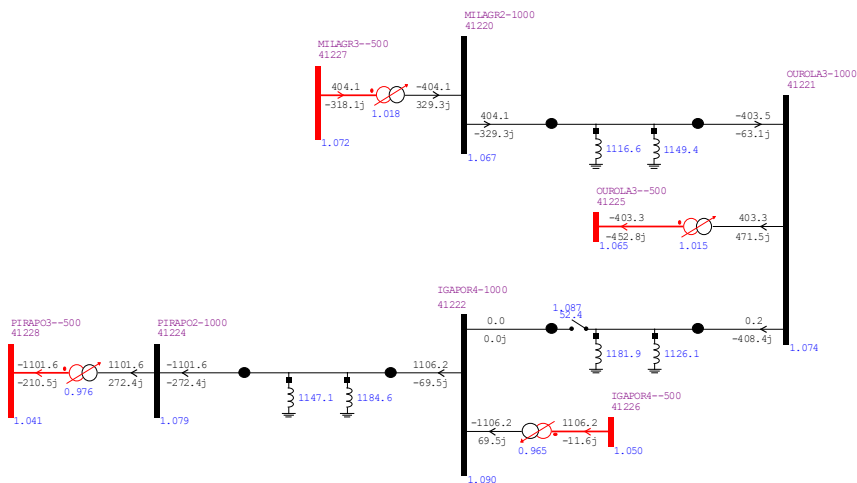 MILAGR2-1000
41220
MILAGR3--500
41227
404.1
-318.1j
1.018
-404.1
329.3j
1.072
OUROLA3-1000
41221
404.1
-329.3j
1116.6
1149.4
-403.5
-63.1j
1.067
OUROLA3--500
41225
-403.3
-452.8j
1.065
1.015
403.3
471.5j
IGAPOR4-1000
41222
0.0
0.0j
1.087
52.4
1181.9
1126.1
0.2
-408.4j
1.074
PIRAPO3--500
41228
-1101.6
-210.5j
0.976
1101.6
272.4j
1.041
PIRAPO2-1000
41224
-1101.6
-272.4j
1147.1
1184.6
1106.2
-69.5j
1.079
IGAPOR4--500
41226
-1106.2
69.5j
0.965
1106.2
-11.6j
1.050
1.090